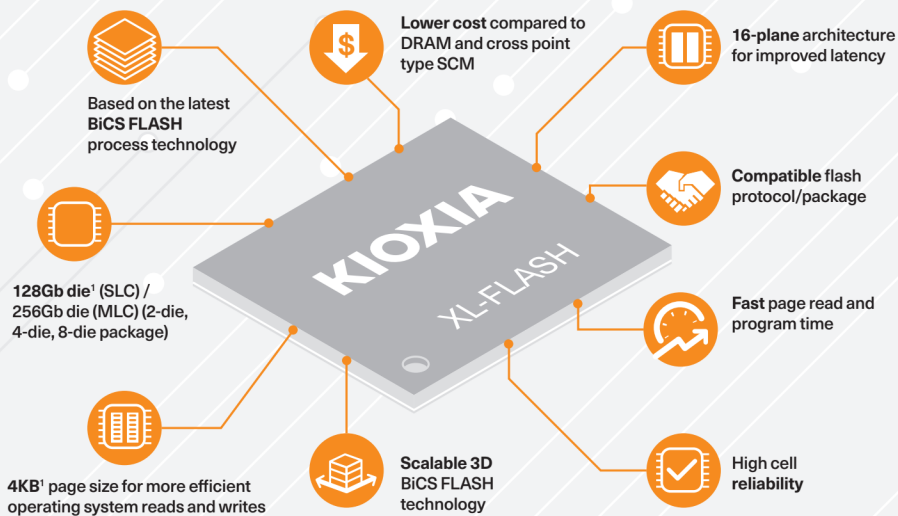 Based on the latest
BiCS FLASH
process technology
Lower cost compared to
DRAM and cross point
type SCM
16-plane architecture
for improved latency
Compatible flash
protocol/package
KIOXIA
XL-FLASH
128Gb die¹ (SLC) /
256Gb die (MLC) (2-die,
4-die, 8-die package)
Fast page read and
program time
4KB¹ page size for more efficient
operating system reads and writes
Scalable 3D
BiCS FLASH
technology
High cell
reliability
$